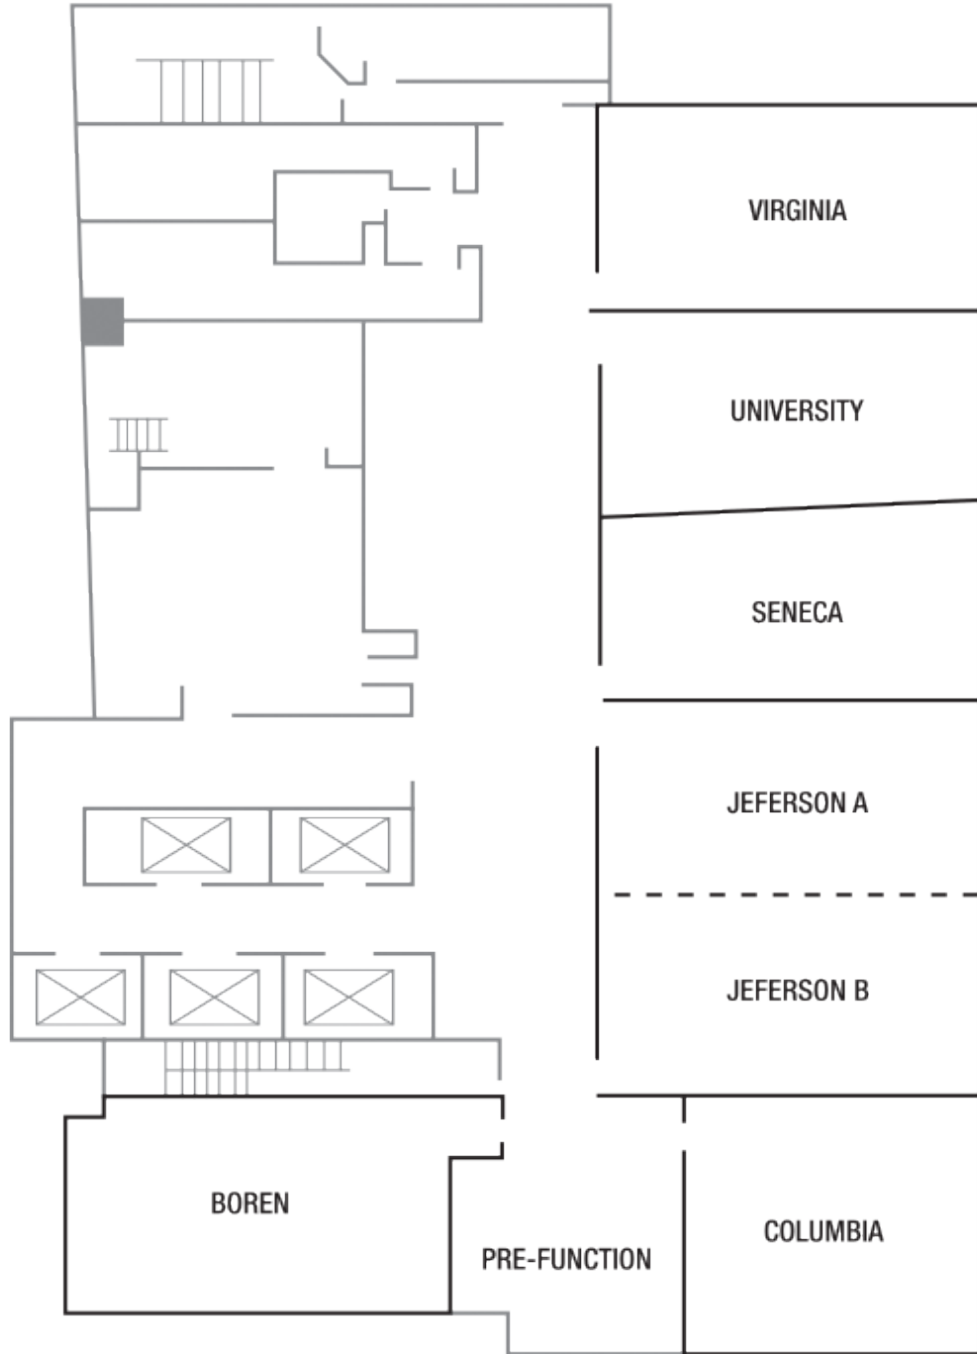 VIRGINIA
UNIVERSITY
SENECA
JEFERSON A
JEFERSON B
BOREN
PRE-FUNCTION
COLUMBIA